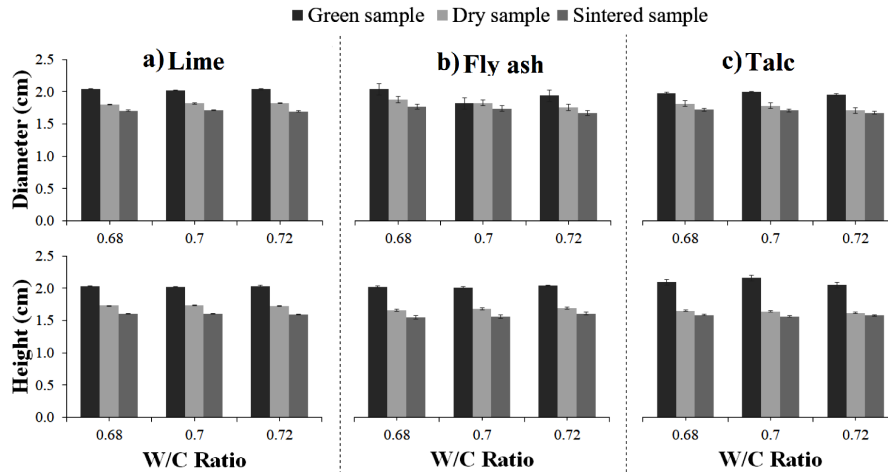 Green sample Dry sample Sintered sample
a) Lime b) Fly ash c) Talc
Diameter (cm)
2.5
2.0
1.5
1.0
0.5
0.0
0.68 0.7 0.72 0.68 0.7 0.72 0.68 0.7 0.72
Height (cm)
2.5
2.0
1.5
1.0
0.5
0.0
0.68 0.7 0.72 0.68 0.7 0.72 0.68 0.7 0.72
W/C Ratio W/C Ratio W/C Ratio